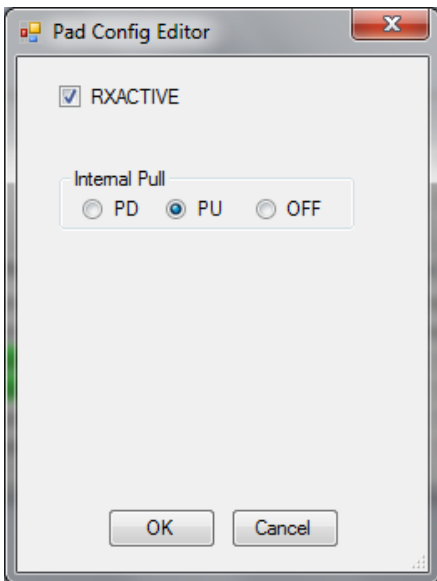 Pad Config Editor
RXACTIVE
Internal Pull
PD PU OFF
OK Cancel